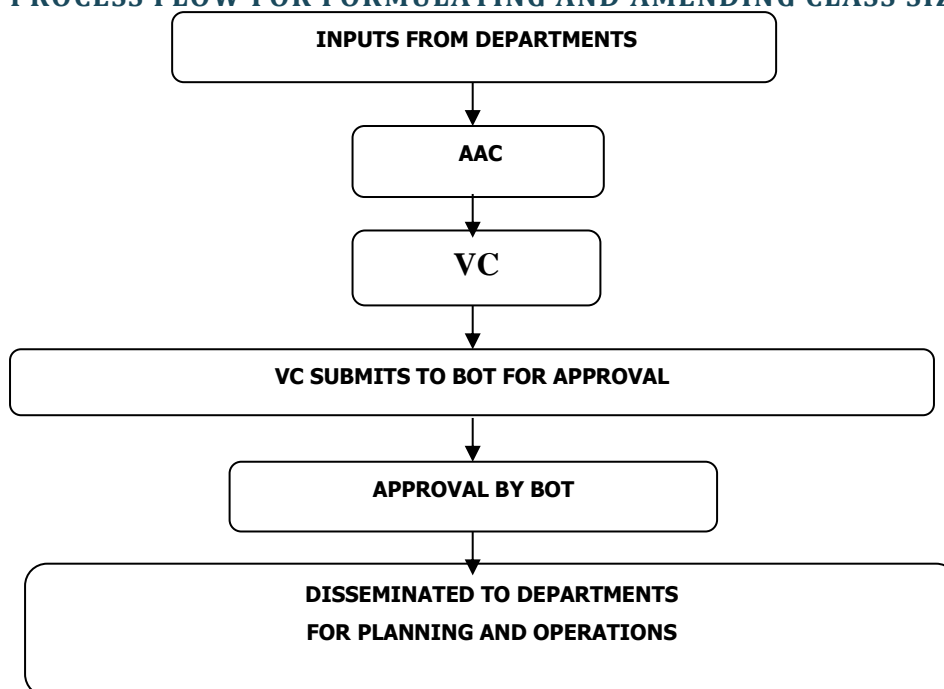 PROCESS FLOW FOR FORMULATING AND AMENDING CLASS
INPUTS FROM DEPARTMENTS
AAC
VC
VC SUBMITS TO BOT FOR APPROVAL
APPROVAL BY BOT
DISSEMINATED TO DEPARTMENTS
FOR PLANNING AND OPERATIONS